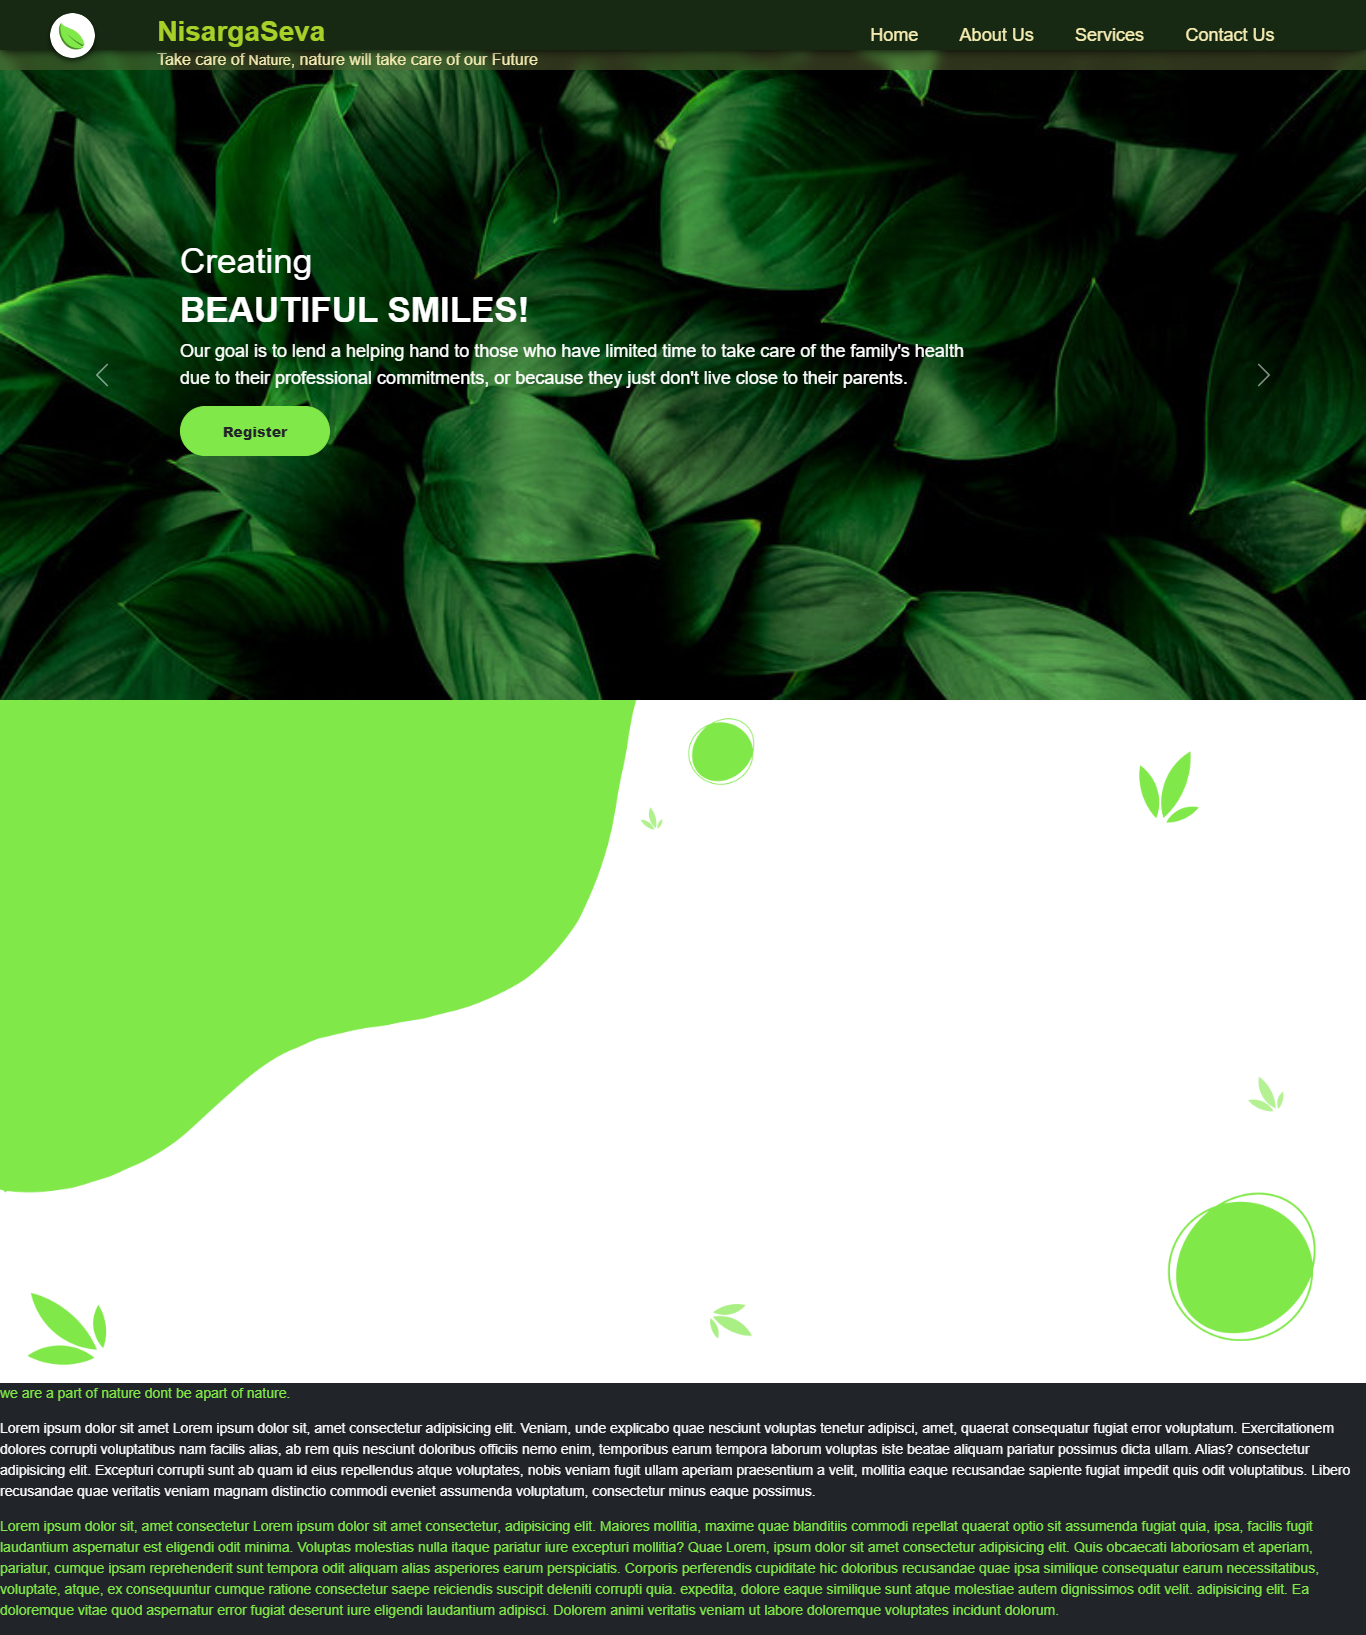 NisargaSeva
Take care of Nature, nature will take care of our Future
Home About Us Services Contact Us
Creating
BEAUTIFUL SMILES!
Our goal is to lend a helping hand to those who have limited time to take care of the family's health
due to their professional commitments, or because they just don't live close to their parents.
Register
we are a part of nature dont be apart of nature.
Lorem ipsum dolor sit amet Lorem ipsum dolor sit, amet consectetur adipisicing elit. Veniam, unde explicabo quae nesciunt voluptas tenetur adipisci, amet, quaerat consequatur fugiat error voluptatum. Exercitationem
dolores corrupti voluptatibus nam facilis alias, ab rem quis nesciunt doloribus officiis nemo enim, temporibus earum tempora laborum voluptas iste beatae aliquam pariatur possimus dicta ullam. Alias? consectetur
adipisicing elit. Excepturi corrupti sunt ab quam id eius repellendus atque voluptates, nobis veniam fugit ullam aperiam praesentium a velit, mollitia eaque recusandae sapiente fugiat impedit quis odit voluptatibus. Libero
recusandae quae veritatis veniam magnam distinctio commodi eveniet assumenda voluptatum, consectetur minus eaque possimus.
Lorem ipsum dolor sit, amet consectetur Lorem ipsum dolor sit amet consectetur, adipisicing elit. Maiores mollitia, maxime quae blanditiis commodi repellat quaerat optio sit assumenda fugiat quia, ipsa, facilis fugit
laudantium aspernatur est eligendi odit minima. Voluptas molestias nulla itaque pariatur iure excepturi mollitia? Quae Lorem, ipsum dolor sit amet consectetur adipisicing elit. Quis obcaecati laboriosam et aperiam,
pariatur, cumque ipsam reprehenderit sunt tempora odit aliquam alias asperiores earum perspiciatis. Corporis perferendis cupiditate hic doloribus recusandae quae ipsa similique consequatur earum necessitatibus,
voluptate, atque, ex consequuntur cumque ratione consectetur saepe reiciendis suscipit deleniti corrupti quia. expedita, dolore eaque similique sunt atque molestiae autem dignissimos odit velit. adipisicing elit. Ea
doloremque vitae quod aspernatur error fugiat deserunt iure eligendi laudantium adipisci. Dolorem animi veritatis veniam ut labore doloremque voluptates incidunt dolorum.